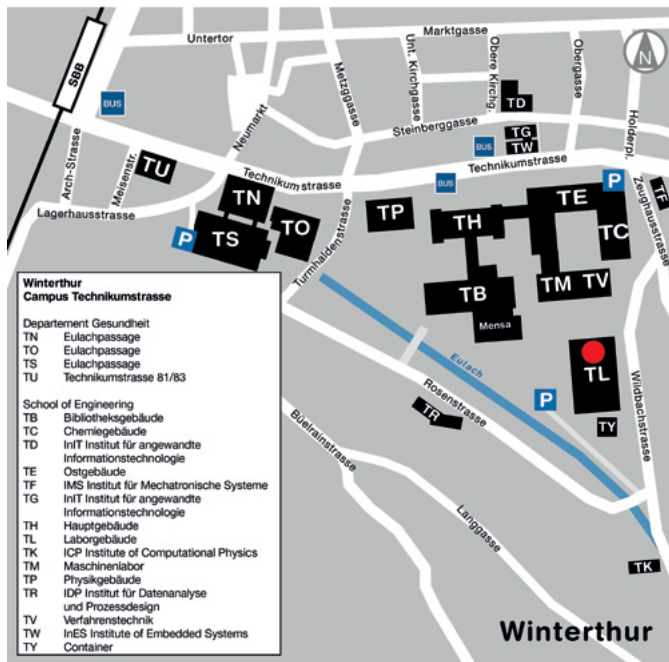 SBB
Untertor
Marktgasse
N
BUS
Metzggasse
Unt. Kirchgasse
Obere Kirchg.
Obergasse
Holderpl.
TD
Neumarkt
Steinberggasse
TG
TW
BUS
Arch-Strasse
Meisenstr.
TU
Technikumstrasse
Technikumstrasse
BUS
P
TE
TF
Zeughausstrasse
Lagerhausstrasse
TN
TO
TS
P
TP
TH
TC
Turmhaldenstrasse
TB
TM TV
Mensa
Eulach
TL
P
TY
Wildbachstrasse
Rosenstrasse
TR
Büelrainstrasse
Langgasse
TK
Winterthur
Winterthur
Campus Technikumstrasse
Departement Gesundheit
TN Eulachpassage
TO Eulachpassage
TS Eulachpassage
TU Technikumstrasse 81/83
School of Engineering
TB Bibliotheksgebäude
TC Chemiegebäude
TD InIT Institut für angewandte
Informationstechnologie
TE Ostgebäude
TF IMS Institut für Mechatronische Systeme
TG InIT Institut für angewandte
Informationstechnologie
TH Hauptgebäude
TL Laborgebäude
TK ICP Institute of Computational Physics
TM Maschinenlabor
TP Physikgebäude
TR IDP Institut für Datenanalyse
und Prozessdesign
TV Verfahrenstechnik
TW InES Institute of Embedded Systems
TY Container